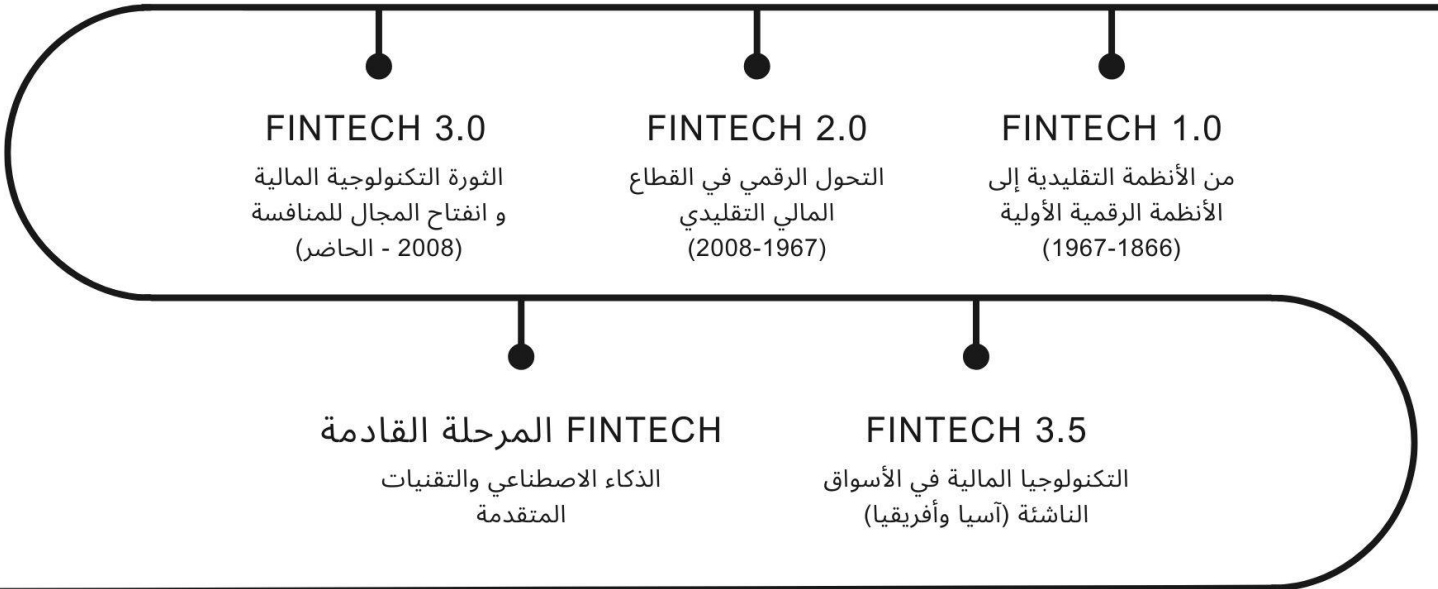 FINTECH 1.0
من الأنظمة التقليدية إلى
الأنظمة الرقمية الأولية
(1967-1866)
FINTECH 2.0
التحول الرقمي في القطاع
المالي التقليدي
(2008-1967)
FINTECH 3.0
الثورة التكنولوجية المالية
و انفتاح المجال للمنافسة
(2008 - الحاضر)
FINTECH 3.5
التكنولوجيا المالية في الأسواق
الناشئة (آسيا وأفريقيا)
FINTECH المرحلة القادمة
الذكاء الاصطناعي والتقنيات
المتقدمة